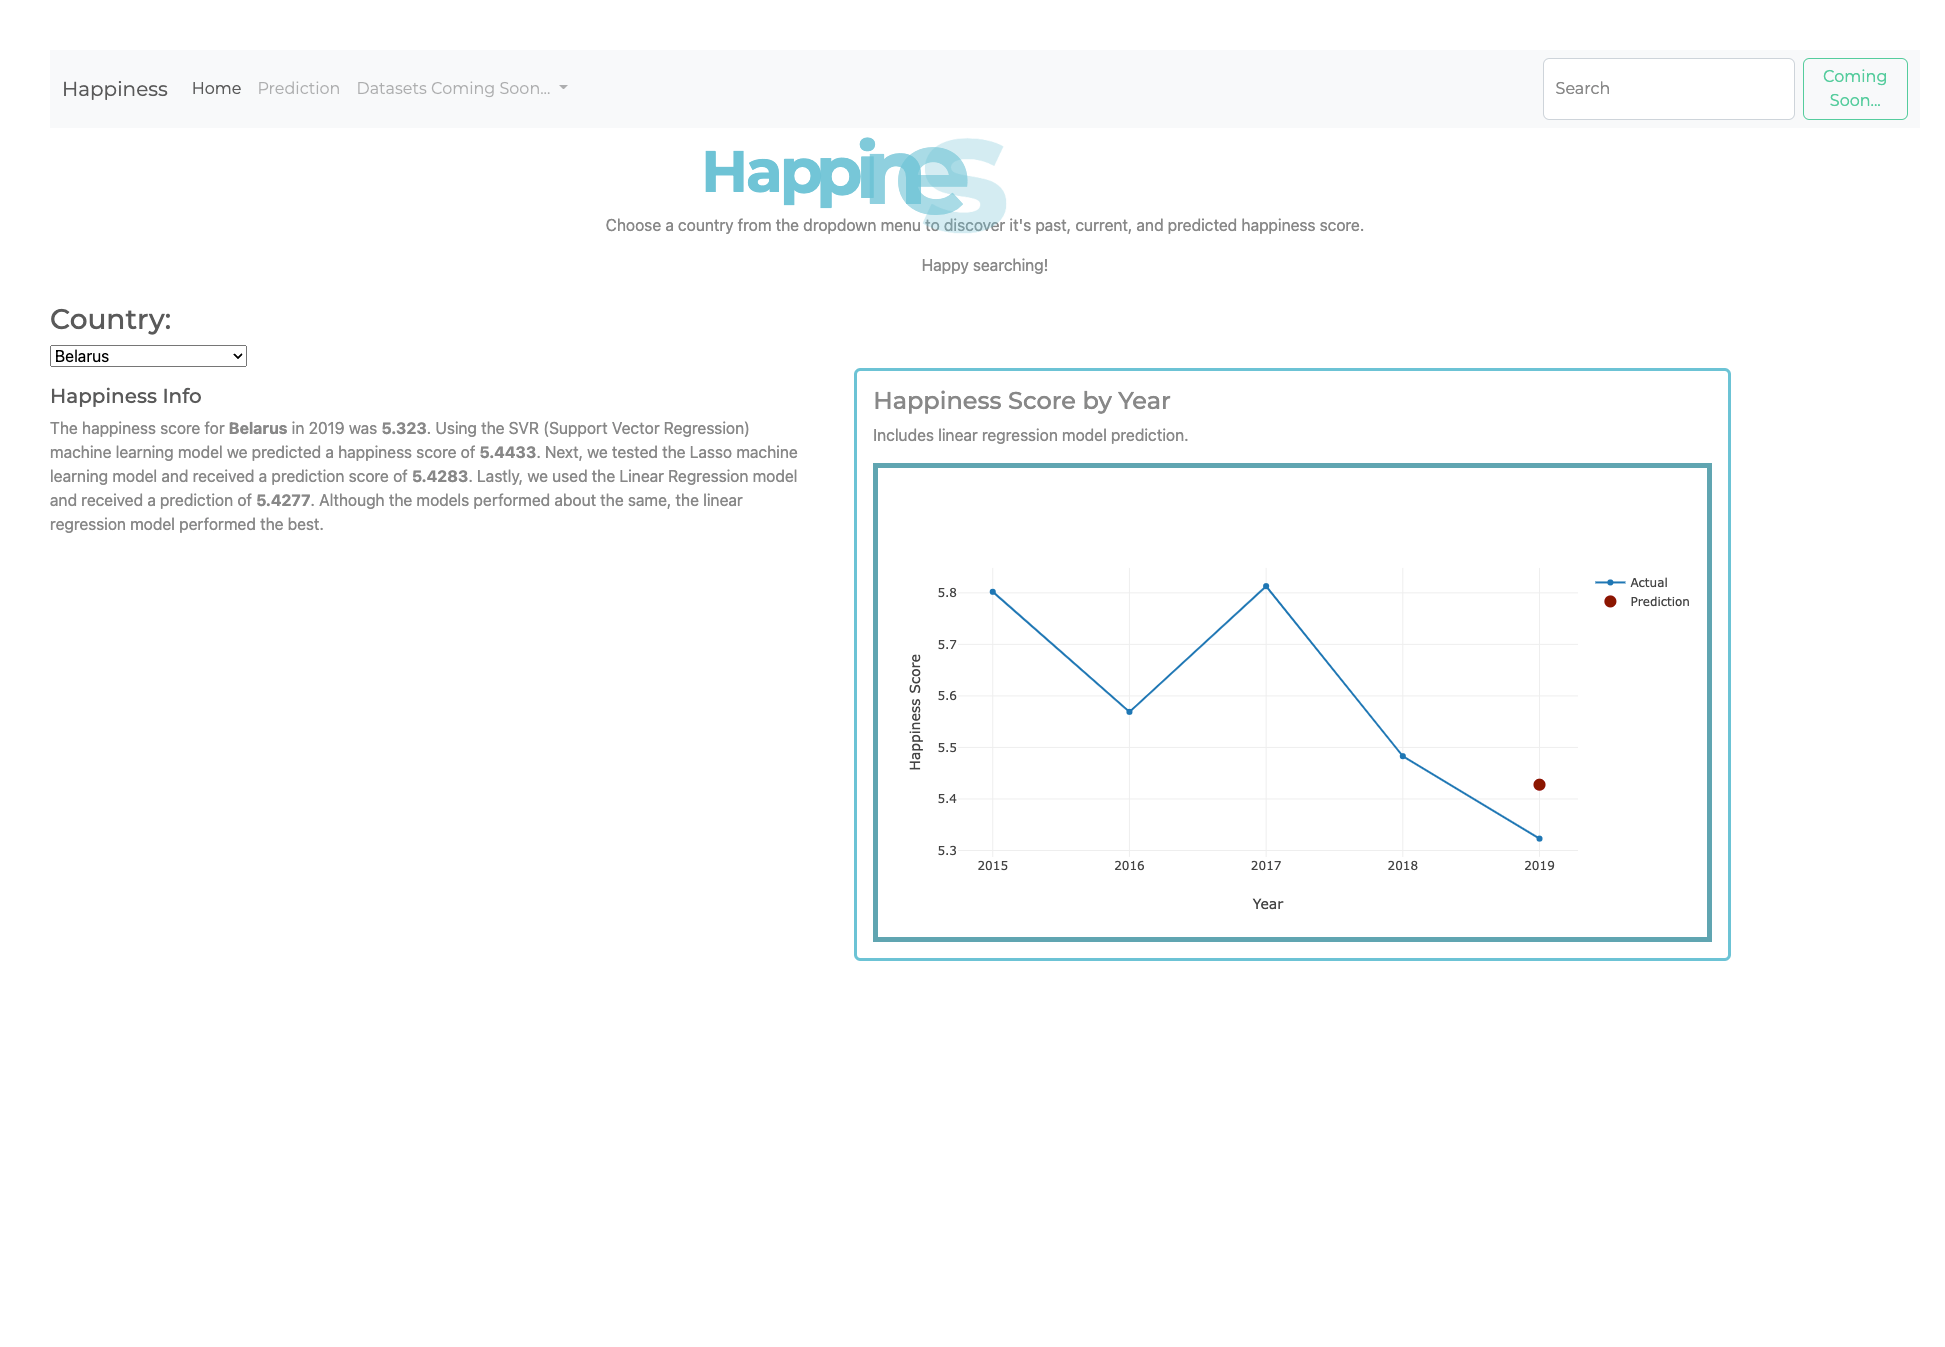 Happiness Home Prediction Datasets Coming Soon... Search Coming Soon...
Happines
Choose a country from the dropdown menu to discover it's past, current, and predicted happiness score.
Happy searching!
Country:
Belarus
Happiness Info
The happiness score for Belarus in 2019 was 5.323. Using the SVR (Support Vector Regression)
machine learning model we predicted a happiness score of 5.4433. Next, we tested the Lasso machine
learning model and received a prediction score of 5.4283. Lastly, we used the Linear Regression model
and received a prediction of 5.4277. Although the models performed about the same, the linear
regression model performed the best.
Happiness Score by Year
Includes linear regression model prediction.
Actual
Prediction
5.8
5.7
5.6
5.5
5.4
5.3
Happiness Score
2015 2016 2017 2018 2019
Year